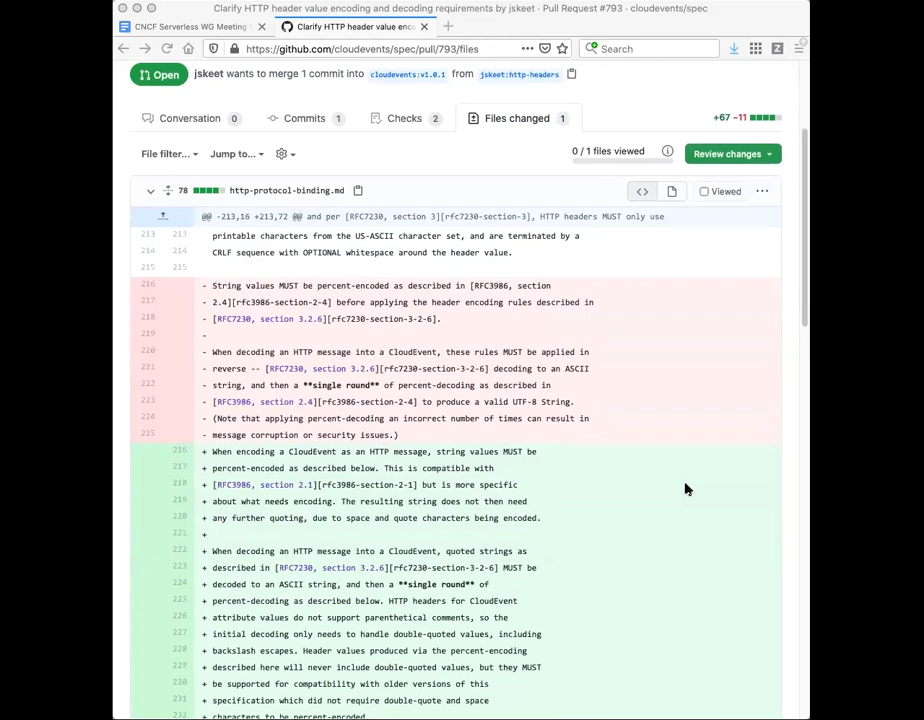 Clarify HTTP header value encoding and decoding requirements by jskeet · Pull Request #793 · cloudevents/spec
CNCF Serverless WG Meeting
Clarify HTTP header value enc
https://github.com/cloudevents/spec/pull/793/files
Search
Open
jskeet wants to merge 1 commit into cloudevents:v1.0.1 from jskeet:http-headers
Conversation 0
Commits 1
Checks 2
Files changed 1
+67 −11
File filter...
Jump to...
0 / 1 files viewed
Review changes
78
http-protocol-binding.md
Viewed
@@ -213,16 +213,72 @@ and per [RFC7230, section 3][rfc7230-section-3], HTTP headers MUST only use
213 213 printable characters from the US-ASCII character set, and are terminated by a
214 214 CRLF sequence with OPTIONAL whitespace around the header value.
215 215
216 - String values MUST be percent-encoded as described in [RFC3986, section
217 - 2.4][rfc3986-section-2-4] before applying the header encoding rules described in
218 - [RFC7230, section 3.2.6][rfc7230-section-3-2-6].
219 -
220 - When decoding an HTTP message into a CloudEvent, these rules MUST be applied in
221 - reverse -- [RFC7230, section 3.2.6][rfc7230-section-3-2-6] decoding to an ASCII
222 - string, and then a **single round** of percent-decoding as described in
223 - [RFC3986, section 2.4][rfc3986-section-2-4] to produce a valid UTF-8 String.
224 - (Note that applying percent-decoding an incorrect number of times can result in
225 - message corruption or security issues.)
216 + When encoding a CloudEvent as an HTTP message, string values MUST be
217 + percent-encoded as described below. This is compatible with
218 + [RFC3986, section 2.1][rfc3986-section-2-1] but is more specific
219 + about what needs encoding. The resulting string does not then need
220 + any further quoting, due to space and quote characters being encoded.
221 +
222 + When decoding an HTTP message into a CloudEvent, quoted strings as
223 + described in [RFC7230, section 3.2.6][rfc7230-section-3-2-6] MUST be
224 + decoded to an ASCII string, and then a **single round** of
225 + percent-decoding as described below. HTTP headers for CloudEvent
226 + attribute values do not support parenthetical comments, so the
227 + initial decoding only needs to handle double-quoted values, including
228 + backslash escapes. Header values produced via the percent-encoding
229 + described here will never include double-quoted values, but they MUST
230 + be supported for compatibility with older versions of this
231 + specification which did not require double-quote and space
232 characters to be percent-encoded